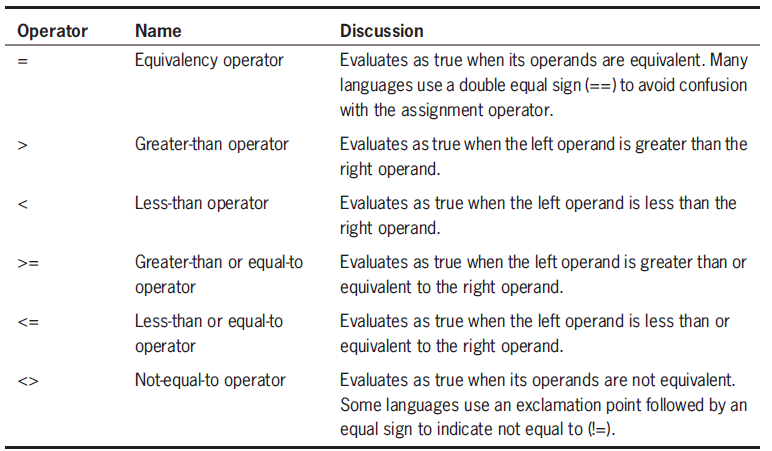 Operator Name Discussion
= Equivalency operator Evaluates as true when its operands are equivalent. Many
languages use a double equal sign (==) to avoid confusion
with the assignment operator.
> Greater-than operator Evaluates as true when the left operand is greater than the
right operand.
< Less-than operator Evaluates as true when the left operand is less than the
right operand.
>= Greater-than or equal-to Evaluates as true when the left operand is greater than or
operator equivalent to the right operand.
<= Less-than or equal-to Evaluates as true when the left operand is less than or
operator equivalent to the right operand.
<> Not-equal-to operator Evaluates as true when its operands are not equivalent.
Some languages use an exclamation point followed by an
equal sign to indicate not equal to (!=).